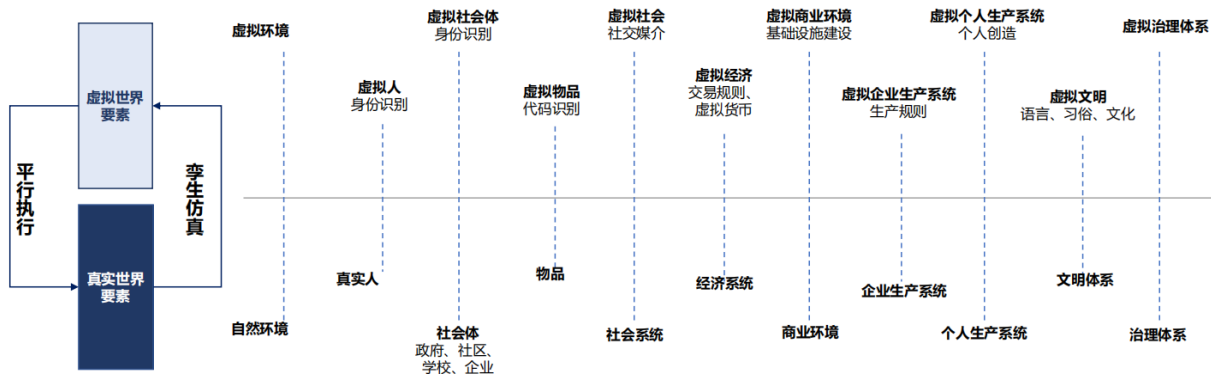 虚拟世界
要素
真实世界
要素
平行执行
孪生仿真
虚拟环境
虚拟人
身份识别
虚拟社会体
身份识别
虚拟物品
代码识别
虚拟社会
社交媒介
虚拟经济
交易规则、
虚拟货币
虚拟商业环境
基础设施建设
虚拟企业生产系统
生产规则
虚拟个人生产系统
个人创造
虚拟文明
语言、习俗、文化
虚拟治理体系
自然环境
真实人
社会体
政府、社区、
学校、企业
物品
社会系统
经济系统
商业环境
企业生产系统
个人生产系统
文明体系
治理体系